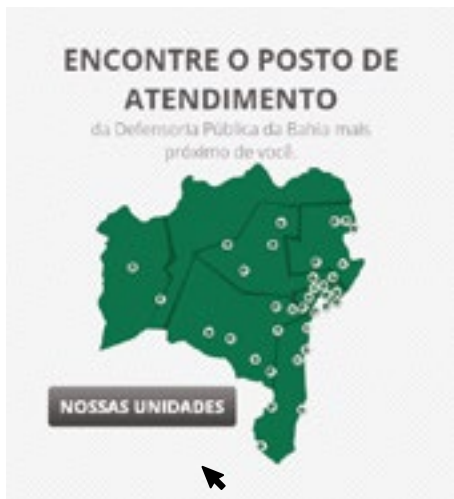 ENCONTRE O POSTO DE
ATENDIMENTO
da Defensoria Pública da Bahia mais
próximo de você.
NOSSAS UNIDADES